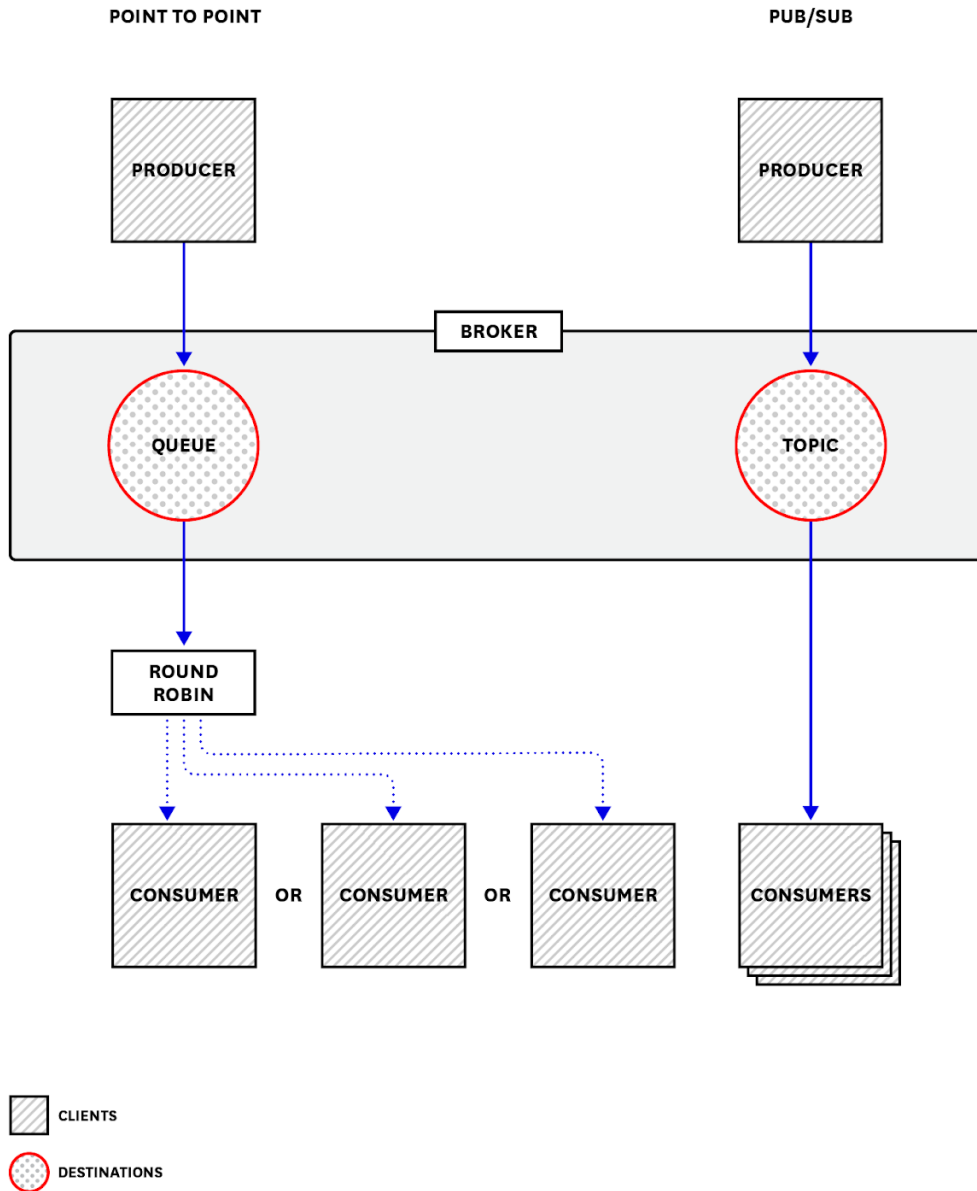 POINT TO POINT
PUB/SUB
PRODUCER
PRODUCER
BROKER
QUEUE
TOPIC
ROUND
ROBIN
CONSUMER
OR
CONSUMER
OR
CONSUMER
CONSUMERS
CLIENTS
DESTINATIONS